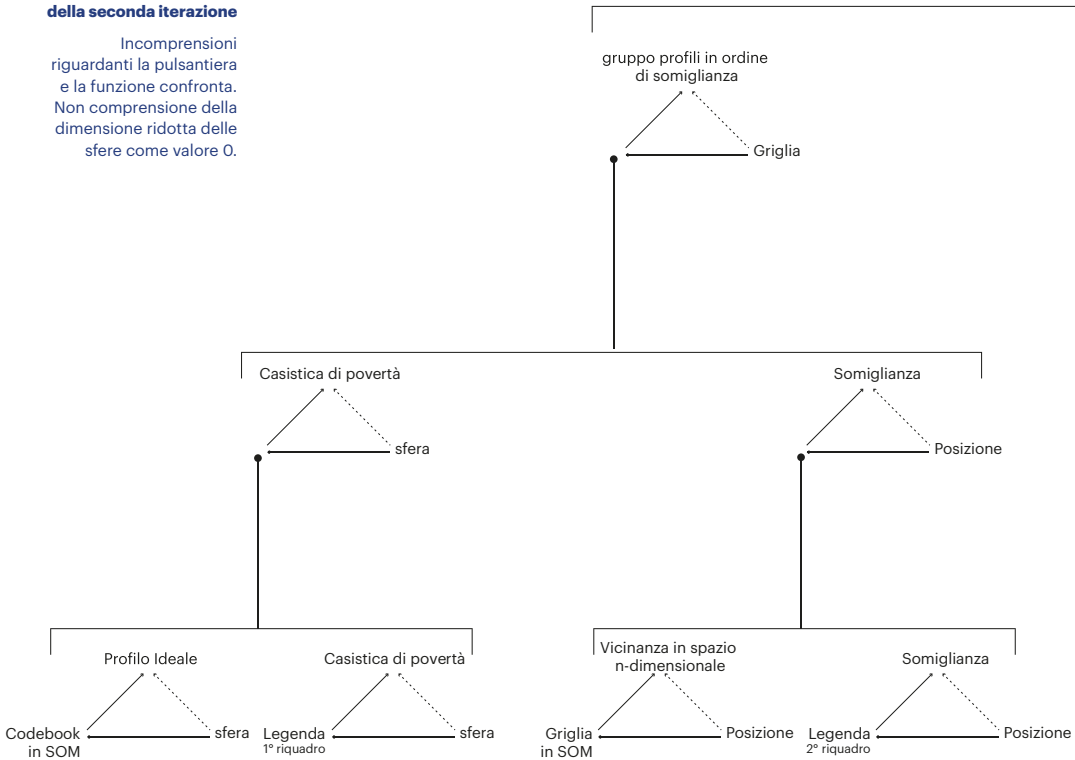 della seconda iterazione
Incomprensioni
riguardanti la pulsantiera
e la funzione confronta.
Non comprensione della
dimensione ridotta delle
sfere come valore 0.
gruppo profili in ordine
di somiglianza
Griglia
Casistica di povertà
sfera
Somiglianza
Posizione
Profilo Ideale
Codebook
in SOM
sfera
Casistica di povertà
Legenda
1° riquadro
sfera
Vicinanza in spazio
n-dimensionale
Griglia
in SOM
Posizione
Somiglianza
Legenda
2° riquadro
Posizione